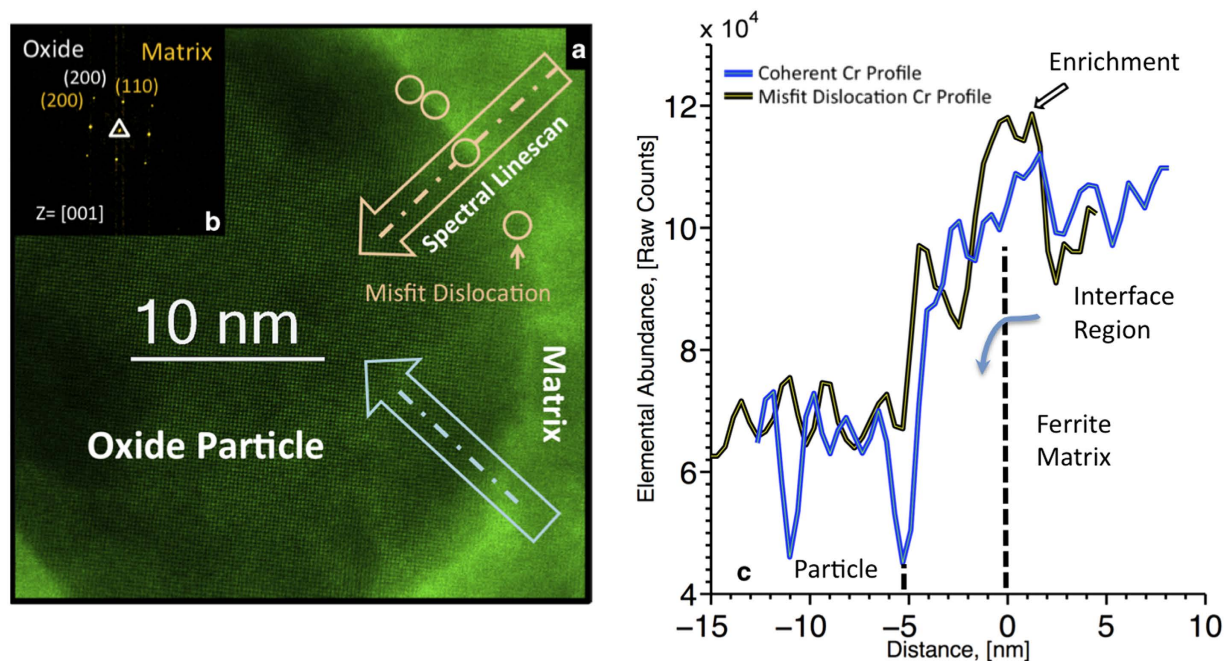 a
Oxide
Matrix
(200)
(200)
(110)
Z= [001]
b
Spectral Linescan
Misfit Dislocation
10 nm
Matrix
Oxide Particle
x 10⁴
Coherent Cr Profile
Misfit Dislocation Cr Profile
Enrichment
Interface
Region
Ferrite
Matrix
Particle
c
Elemental Abundance, [Raw Counts]
12
10
8
6
4
−15
−10
−5
0
5
10
Distance, [nm]